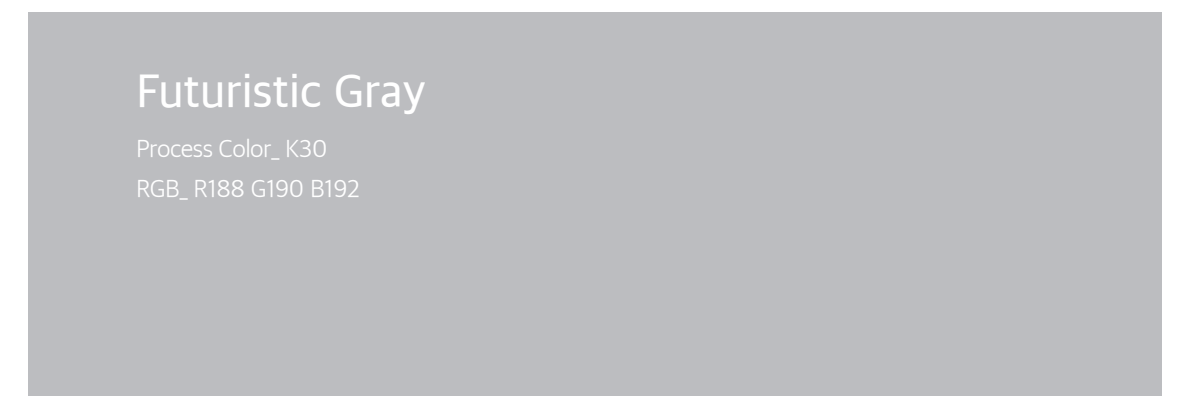 Futuristic Gray
Process Color_ K30
RGB_ R188 G190 B192